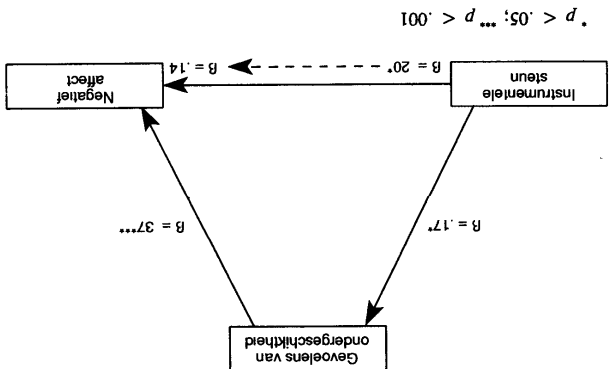 Gevoelens van
ondergeschiktheid
ß = .17*
ß = 37***
Instrumentele
steun
ß = 20*
ß = .14
Negatief
affect
* p < .05; *** p < .001